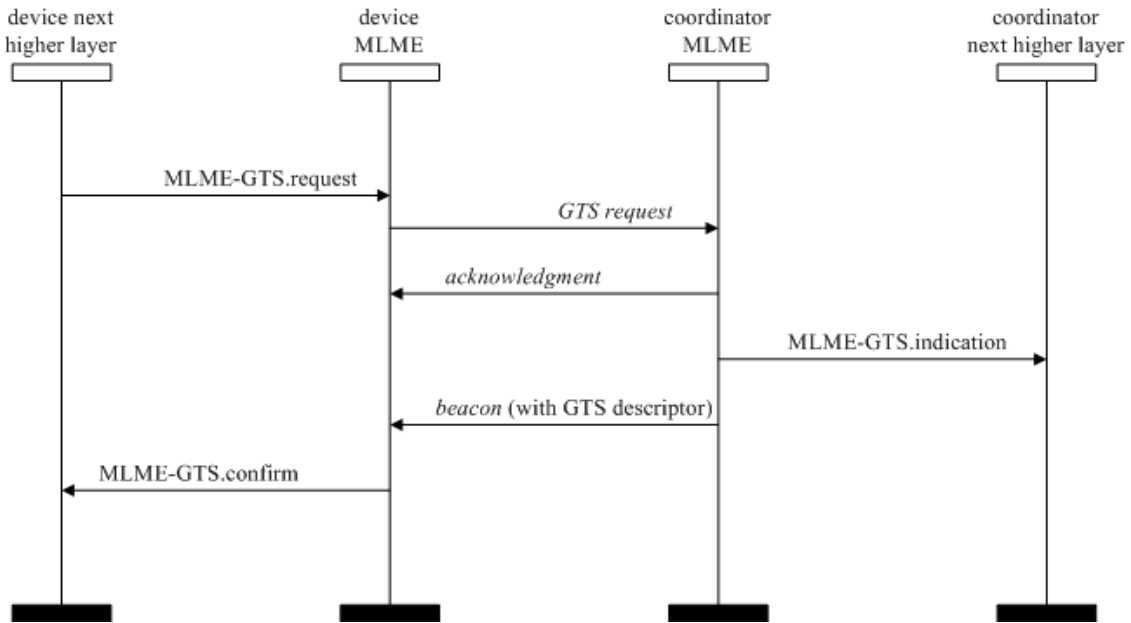 device next
higher layer
device
MLME
coordinator
MLME
coordinator
next higher layer
MLME-GTS.request
GTS request
acknowledgment
MLME-GTS.indication
beacon (with GTS descriptor)
MLME-GTS.confirm